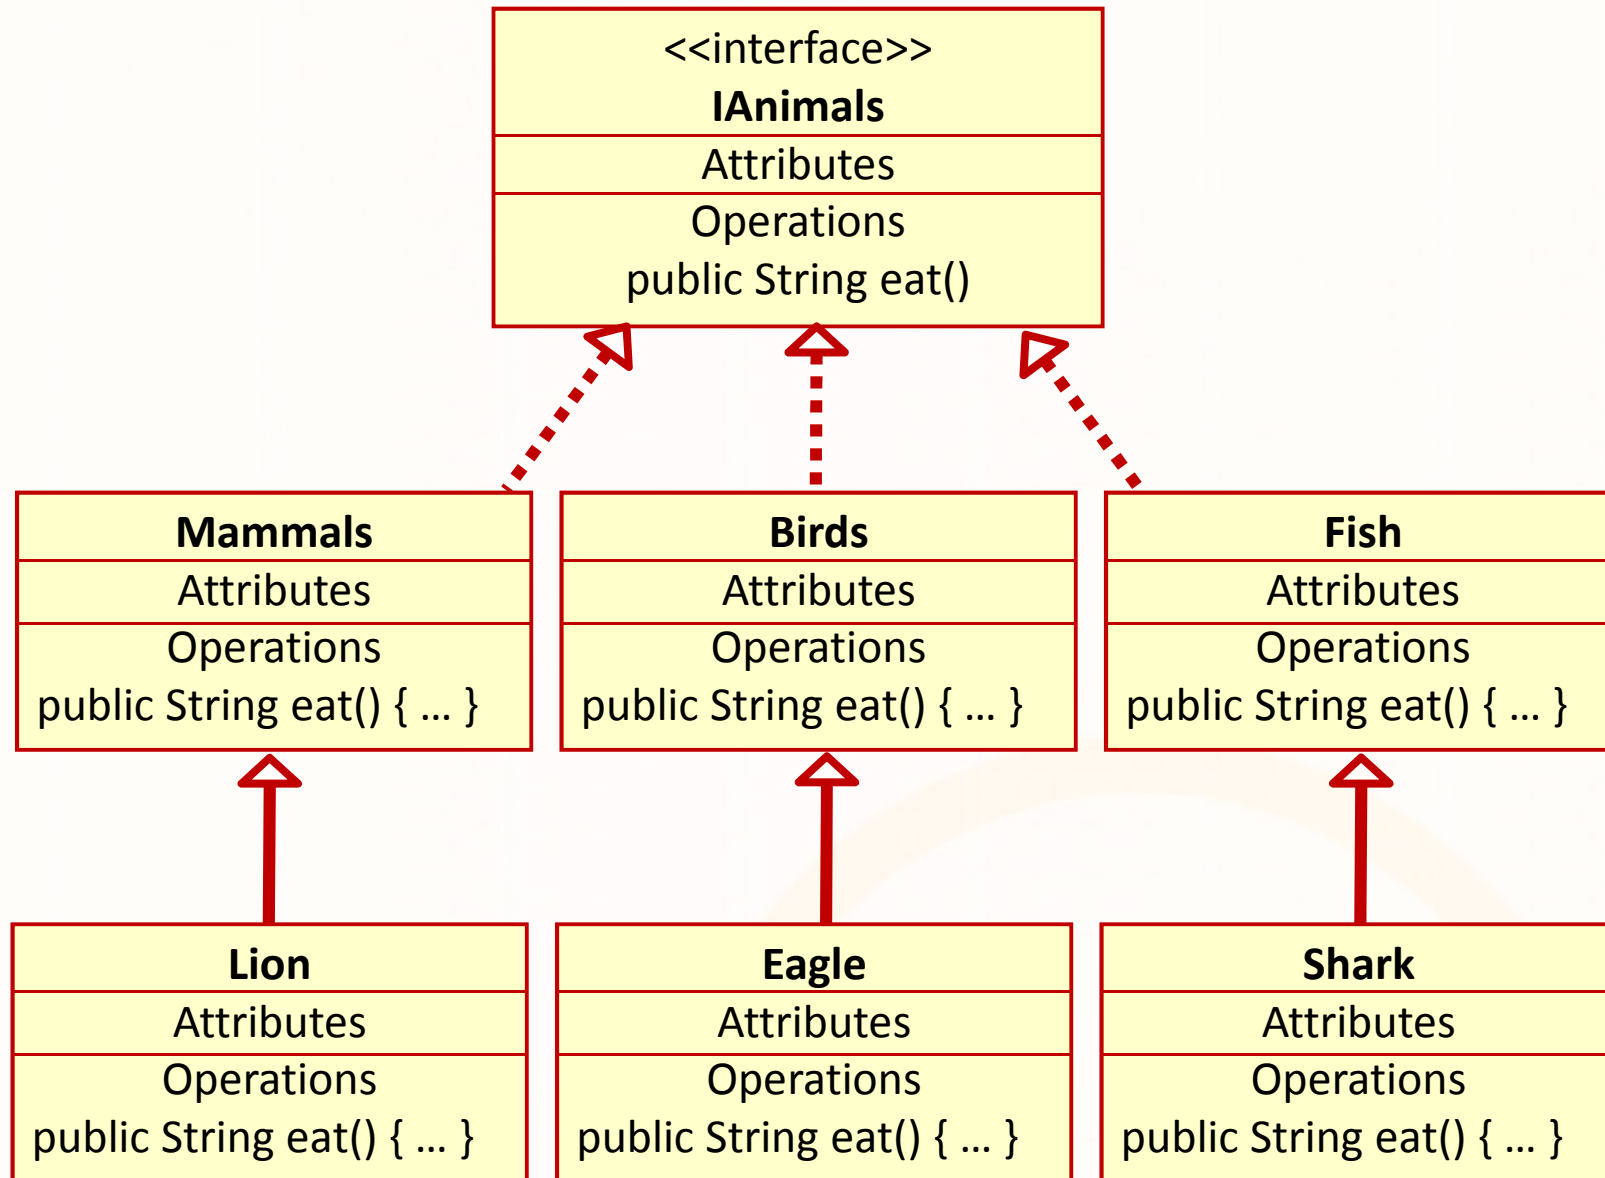 <<interface>>
IAnimals
Attributes
Operations
public String eat()
Mammals
Attributes
Operations
public String eat() { ... }
Birds
Attributes
Operations
public String eat() { ... }
Fish
Attributes
Operations
public String eat() { ... }
Lion
Attributes
Operations
public String eat() { ... }
Eagle
Attributes
Operations
public String eat() { ... }
Shark
Attributes
Operations
public String eat() { ... }